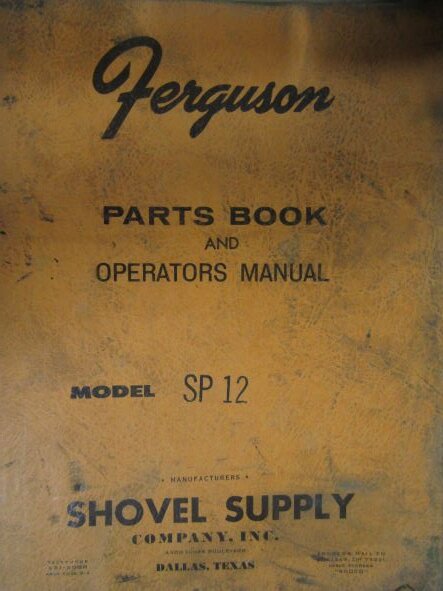 Ferguson
PARTS BOOK
AND
OPERATORS MANUAL
MODEL SP 12
• MANUFACTURERS •
SHOVEL SUPPLY
COMPANY, INC.
DALLAS, TEXAS